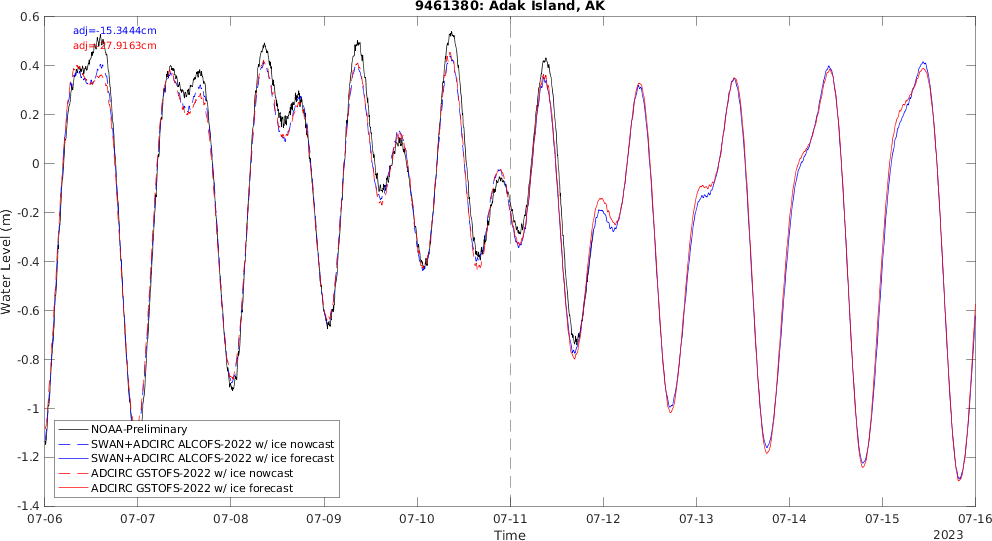 9461380: Adak Island, AK
adj=-15.3444cm
adj=-27.9163cm
0.6
0.4
0.2
0
-0.2
-0.4
-0.6
-0.8
-1
-1.2
-1.4
Water Level (m)
NOAA-Preliminary
SWAN+ADCIRC ALCOFS-2022 w/ ice nowcast
SWAN+ADCIRC ALCOFS-2022 w/ ice forecast
ADCIRC GSTOFS-2022 w/ ice nowcast
ADCIRC GSTOFS-2022 w/ ice forecast
07-06 07-07 07-08 07-09 07-10 07-11 07-12 07-13 07-14 07-15 07-16
Time
2023